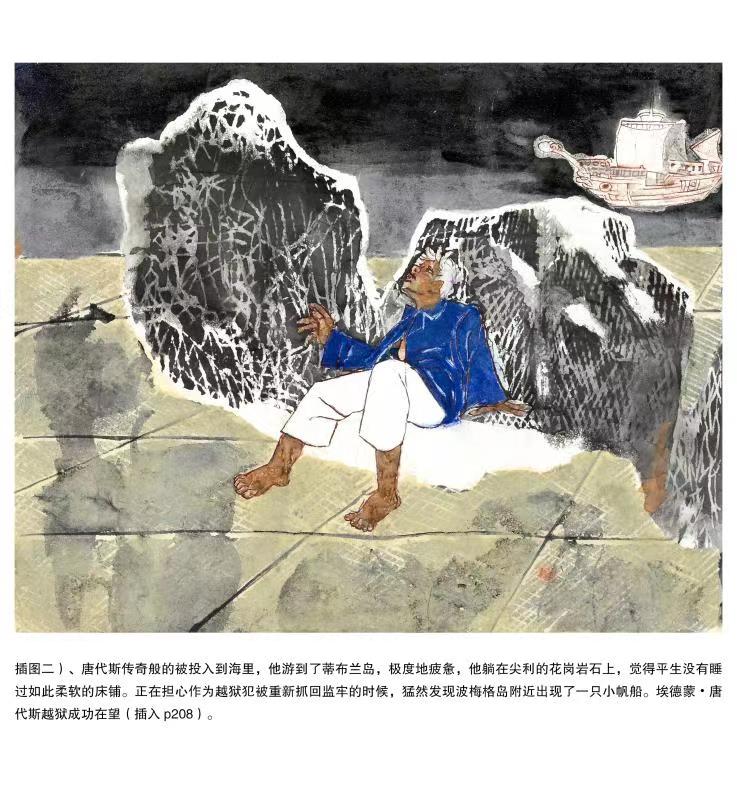 插图二）、唐代斯传奇般的被投入到海里，他游到了蒂布兰岛，极度地疲惫，他躺在尖利的花岗岩石上，觉得平生没有睡
过如此柔软的床铺。正在担心作为越狱犯被重新抓回监牢的时候，猛然发现波梅格岛附近出现了一只小帆船。埃德蒙·唐
代斯越狱成功在望（插入 p208）。